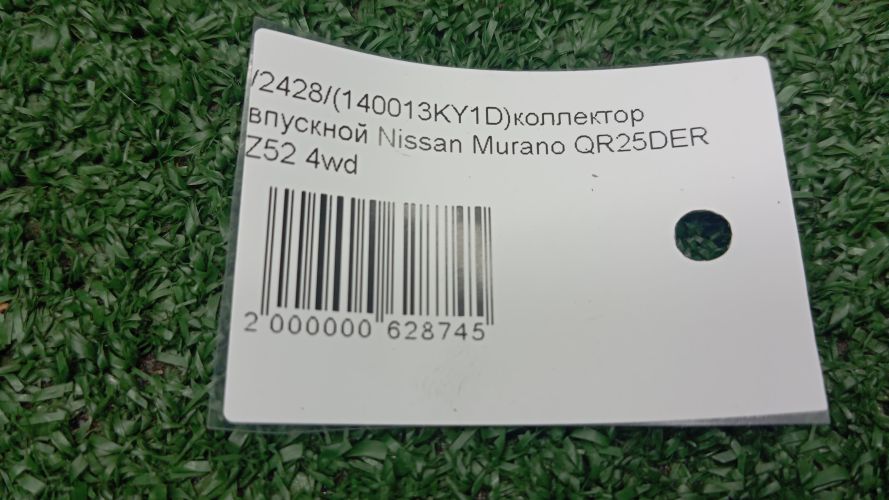 /2428/(140013KY1D)коллектор
впускной Nissan Murano QR25DER
Z52 4wd
2 000000 628745